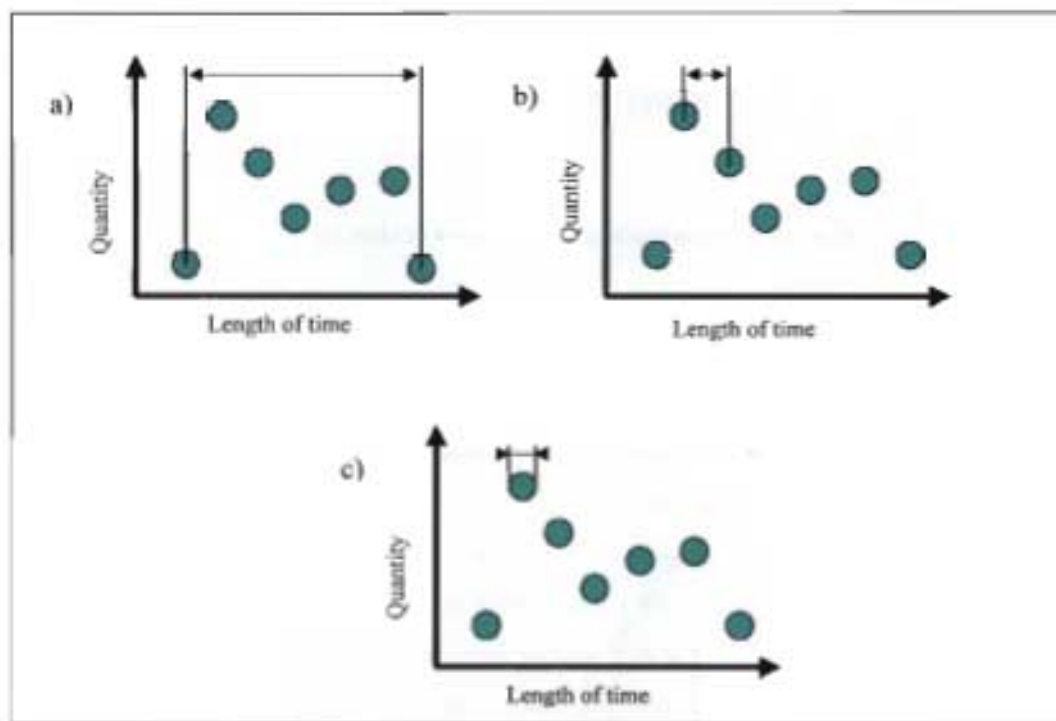 a)
Quantity
Length of time
b)
Quantity
Length of time
c)
Quantity
Length of time